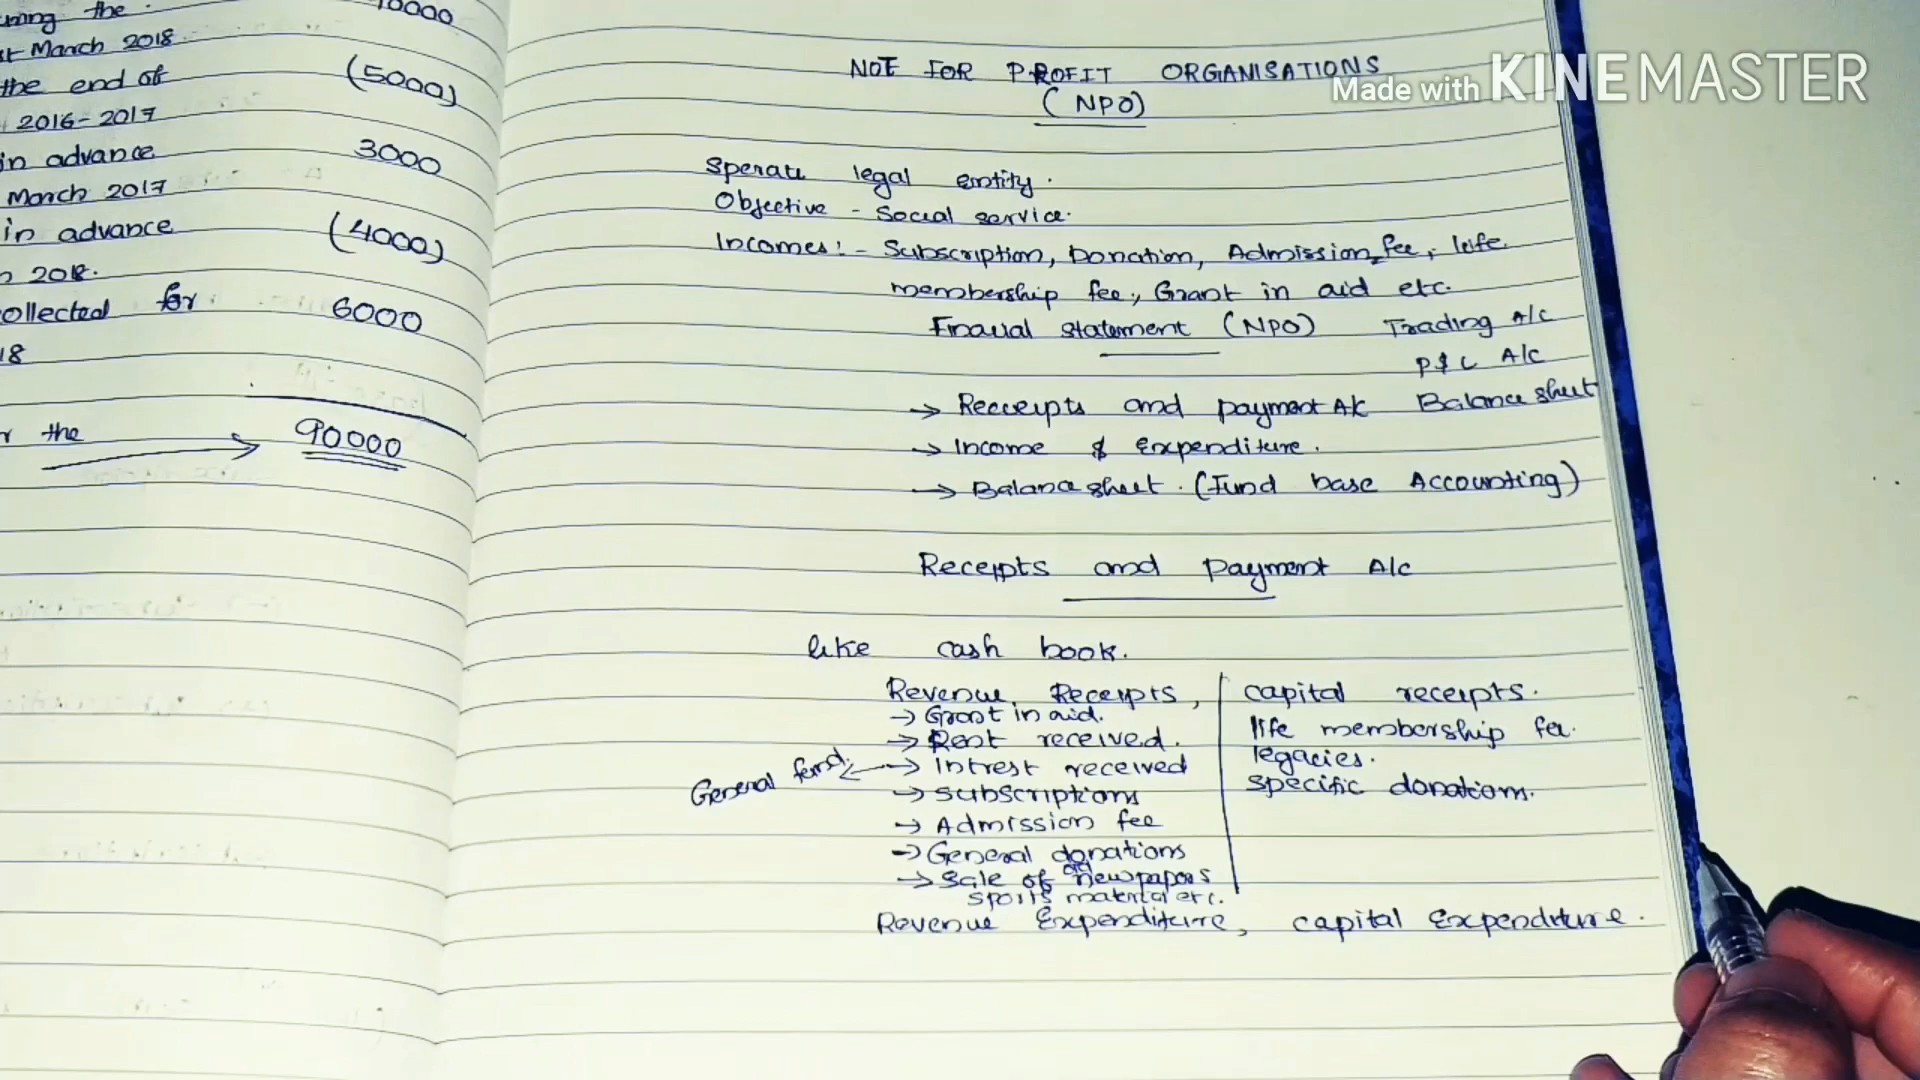 ning the 10000
st March 2018
the end of (5000)
2016-2017
in advance 3000
March 2017
in advance (4000)
2018.
ollected for 6000
18
r the 90000
Made with KINEMASTER
NOT FOR PROFIT ORGANISATIONS
(NPO)
Sperate legal entity.
Objective - Social service.
Incomes:- Subscription, Donation, Admission fee, life
membership fee, Grant in aid etc.
Finaual statement (NPO) Trading A/c
P&L A/c
→ Receipts and payment A/c Balance sheet
→ Income & Expenditure.
→ Balance sheet. (Fund base Accounting)
Receipts and payment A/c
like cash book.
Revenue Receipts, capital receipts.
→ Grant in aid. life membership fee.
→ Rent received. legacies.
General fund ← → Intrest received specific donations.
→ subscriptions
→ Admission fee
→ General donations
→ Sale of old newpapers
sports material etc.
Revenue Expenditure, capital Expenditure.